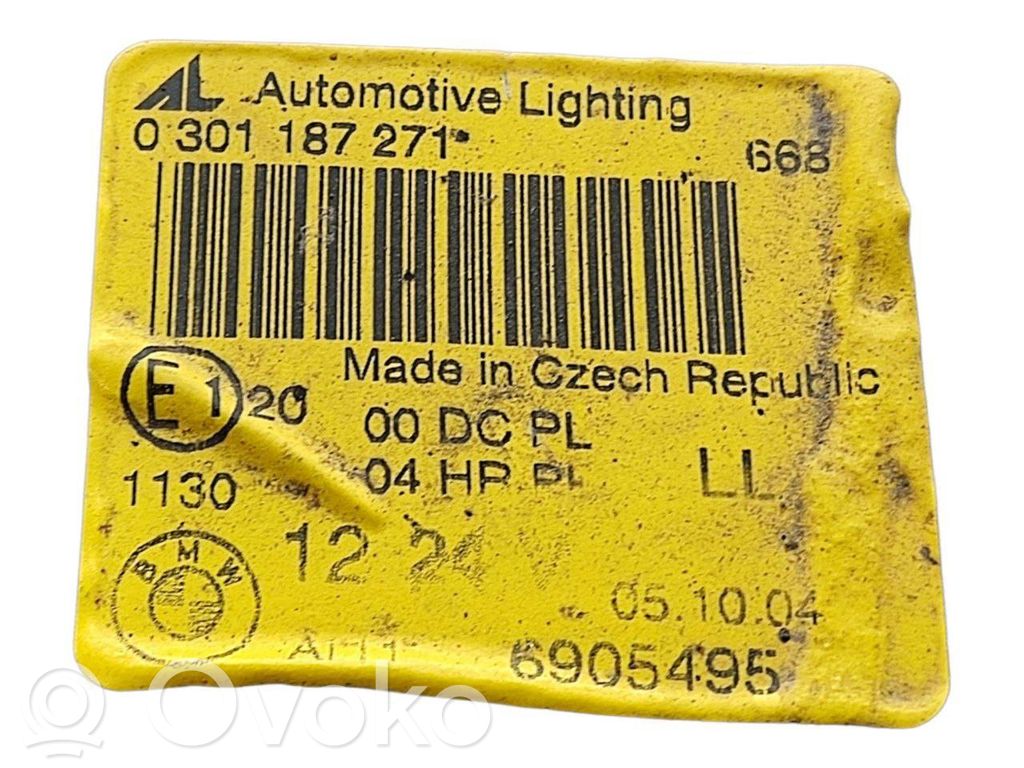 AL Automotive Lighting
0 301 187 271
668
Made in Czech Republic
E1 20
00 DC PL
04 HR PL
LL
1130
12 24 V
BMW
05.10.04
6905495
Ovoko